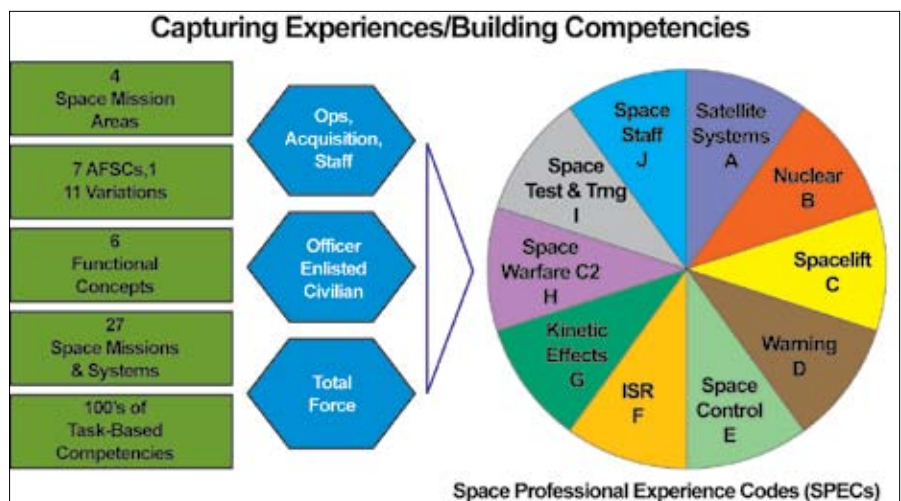 Capturing Experiences/Building Competencies
4
Space Mission
Areas
7 AFSCs,1
11 Variations
6
Functional
Concepts
27
Space Missions
& Systems
100's of
Task-Based
Competencies
Ops,
Acquisition,
Staff
Officer
Enlisted
Civilian
Total
Force
Satellite
Systems
A
Nuclear
B
Spacelift
C
Warning
D
Space
Control
E
ISR
F
Kinetic
Effects
G
Space
Warfare C2
H
Space
Test & Trng
I
Space
Staff
J
Space Professional Experience Codes (SPECs)